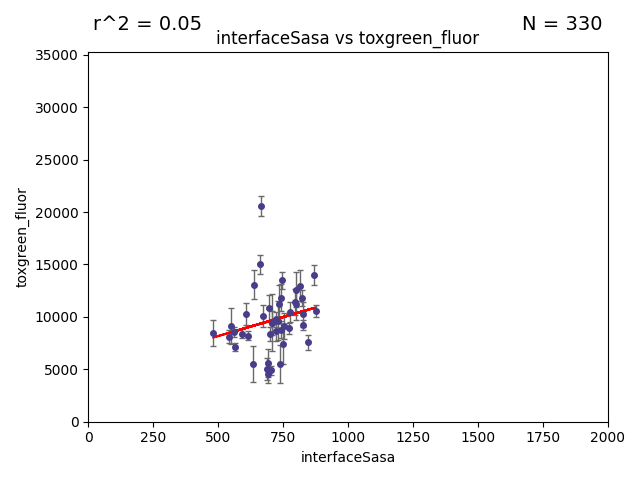 r^2 = 0.05
N = 330
interfaceSasa vs toxgreen_fluor
35000
30000
25000
20000
15000
10000
5000
0
toxgreen_fluor
0 250 500 750 1000 1250 1500 1750 2000
interfaceSasa